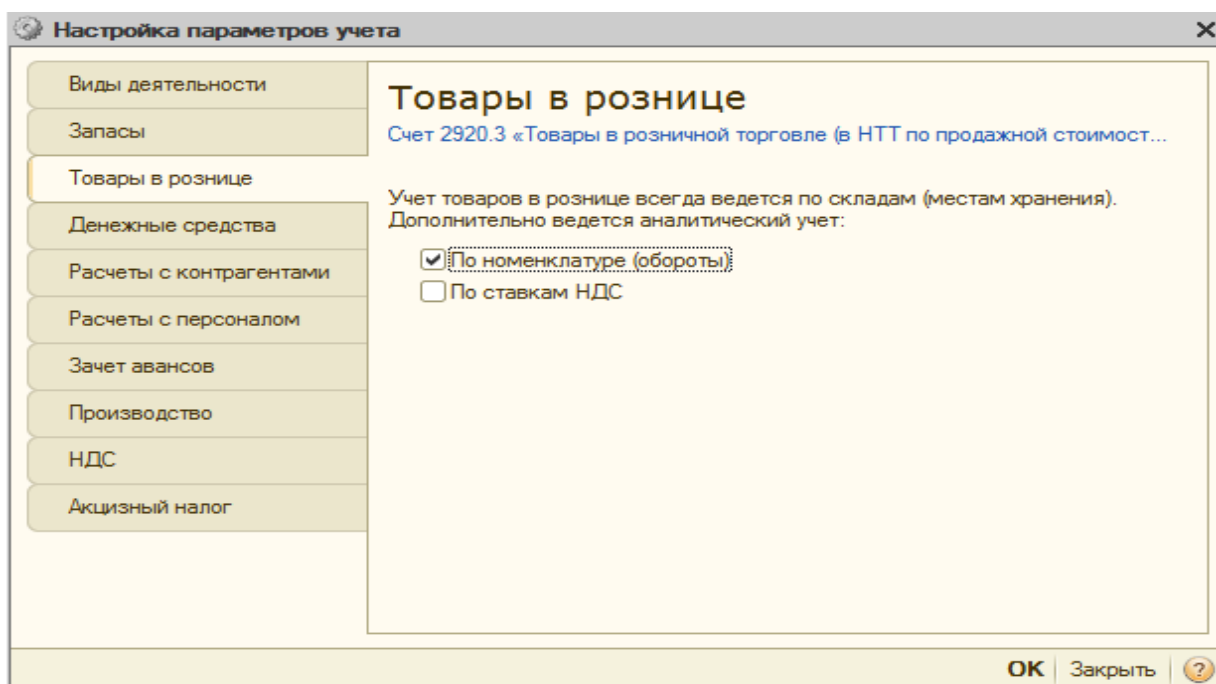 Настройка параметров учета
Виды деятельности
Запасы
Товары в рознице
Денежные средства
Расчеты с контрагентами
Расчеты с персоналом
Зачет авансов
Производство
НДС
Акцизный налог
Товары в рознице
Счет 2920.3 «Товары в розничной торговле (в НТТ по продажной стоимост...
Учет товаров в рознице всегда ведется по складам (местам хранения).
Дополнительно ведется аналитический учет:
По номенклатуре (обороты)
По ставкам НДС
OK Закрыть ?